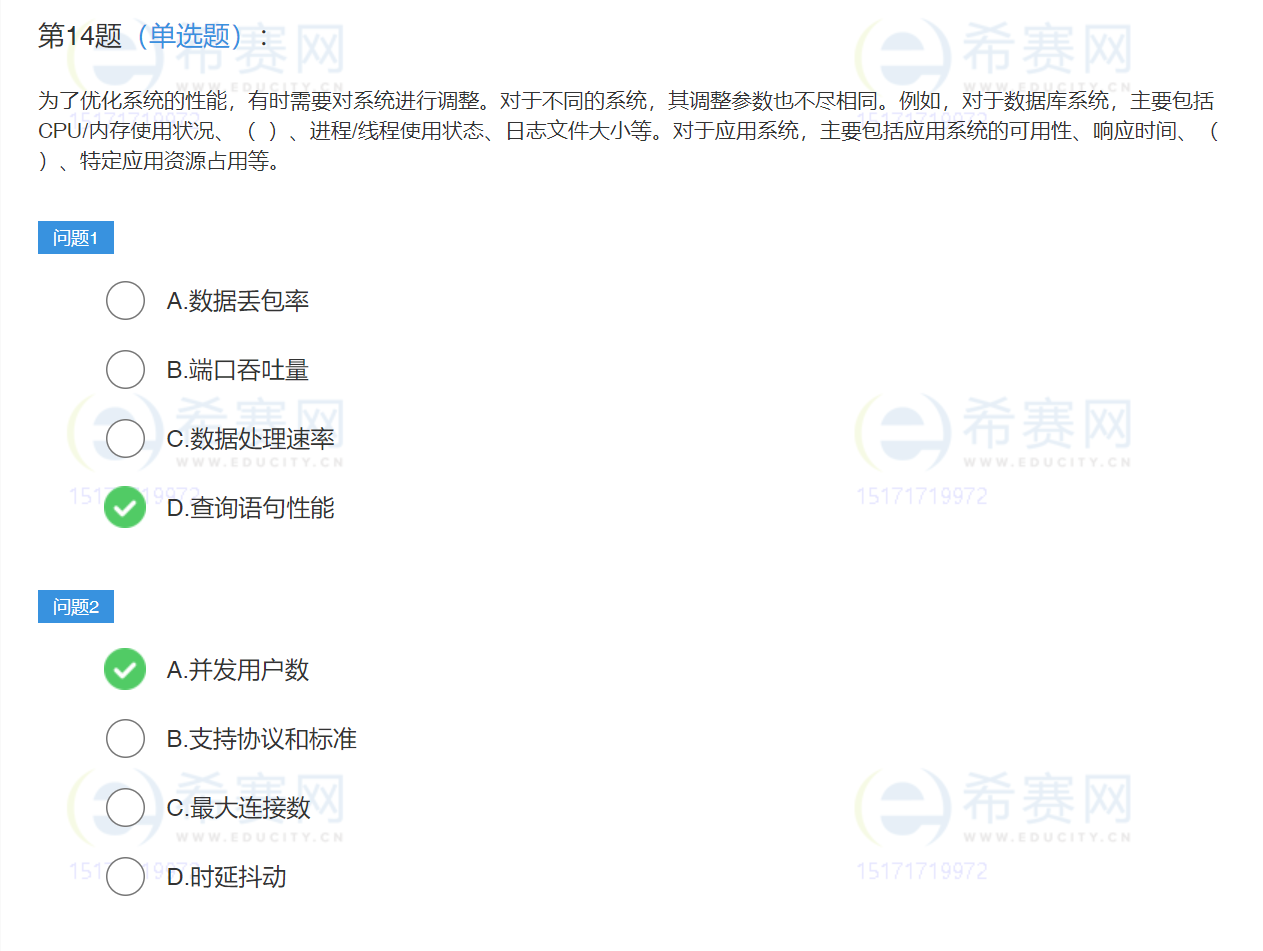 第14题（单选题）：
为了优化系统的性能，有时需要对系统进行调整。对于不同的系统，其调整参数也不尽相同。例如，对于数据库系统，主要包括
CPU/内存使用状况、（ ）、进程/线程使用状态、日志文件大小等。对于应用系统，主要包括应用系统的可用性、响应时间、（
）、特定应用资源占用等。
问题1
A.数据丢包率
B.端口吞吐量
C.数据处理速率
D.查询语句性能
问题2
A.并发用户数
B.支持协议和标准
C.最大连接数
D.时延抖动
希赛网
WWW.EDUCITY.CN
15171719972
希赛网
WWW.EDUCITY.CN
15171719972
希赛网
WWW.EDUCITY.CN
15171719972
希赛网
WWW.EDUCITY.CN
15171719972
希赛网
WWW.EDUCITY.CN
15171719972
希赛网
WWW.EDUCITY.CN
15171719972